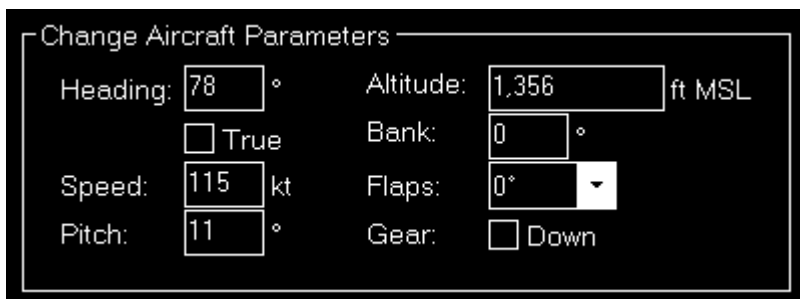 Change Aircraft Parameters
Heading: 78 ° Altitude: 1,356 ft MSL
True Bank: 0 °
Speed: 115 kt Flaps: 0°
Pitch: 11 ° Gear: Down